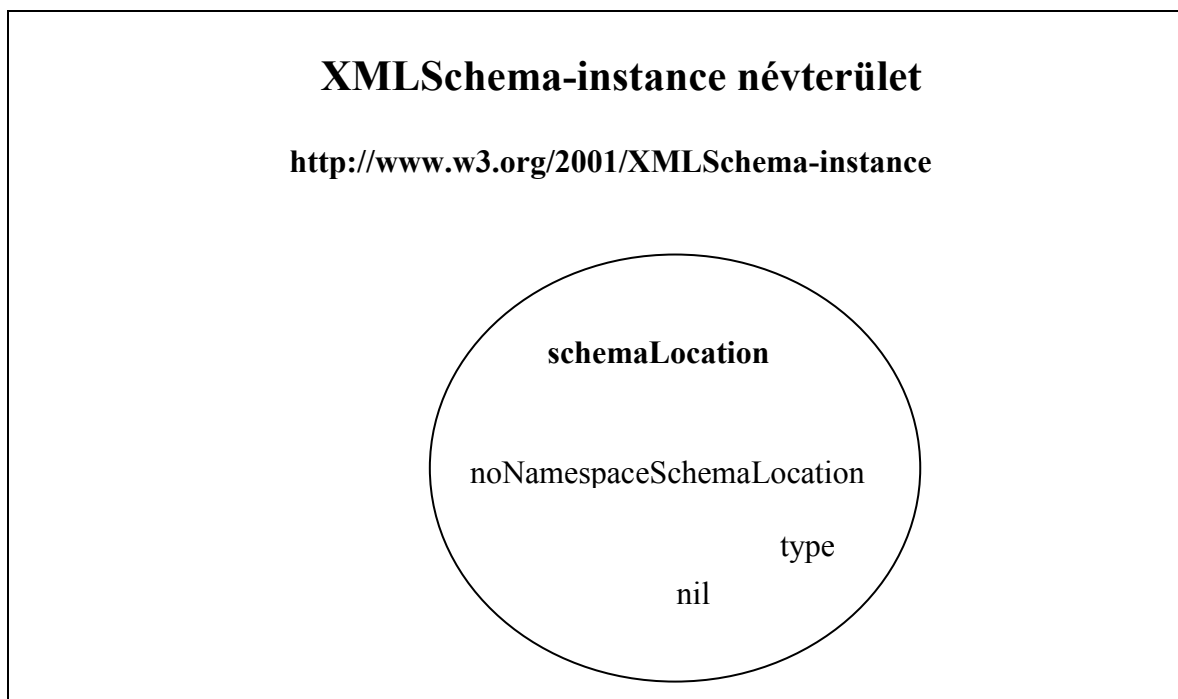 XMLSchema-instance névterület
http://www.w3.org/2001/XMLSchema-instance
schemaLocation
noNamespaceSchemaLocation
type
nil